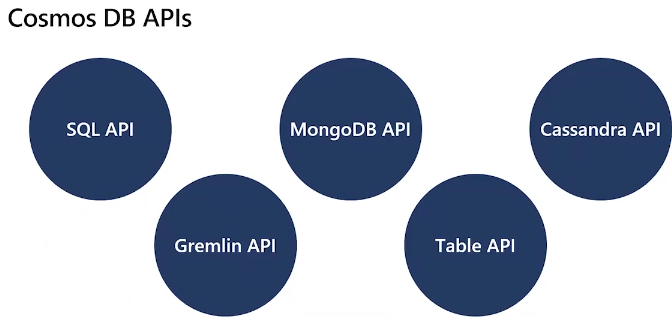 Cosmos DB APIs
SQL API
MongoDB API
Cassandra API
Gremlin API
Table API